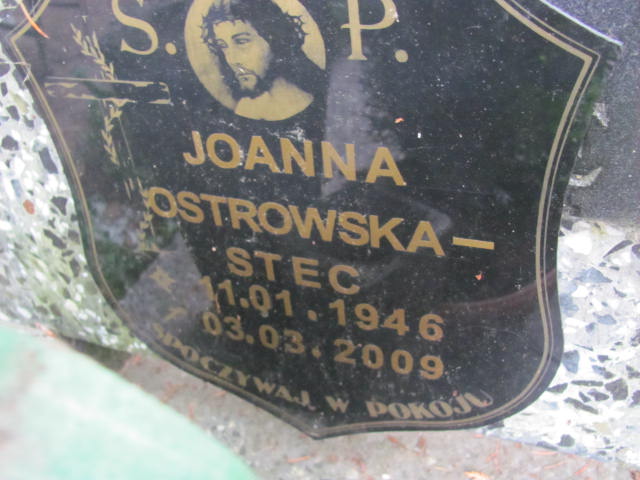 S. P.
JOANNA
OSTROWSKA-
STEC
11.01.1946
03.03.2009
SPOCZYWAJ W POKOJU